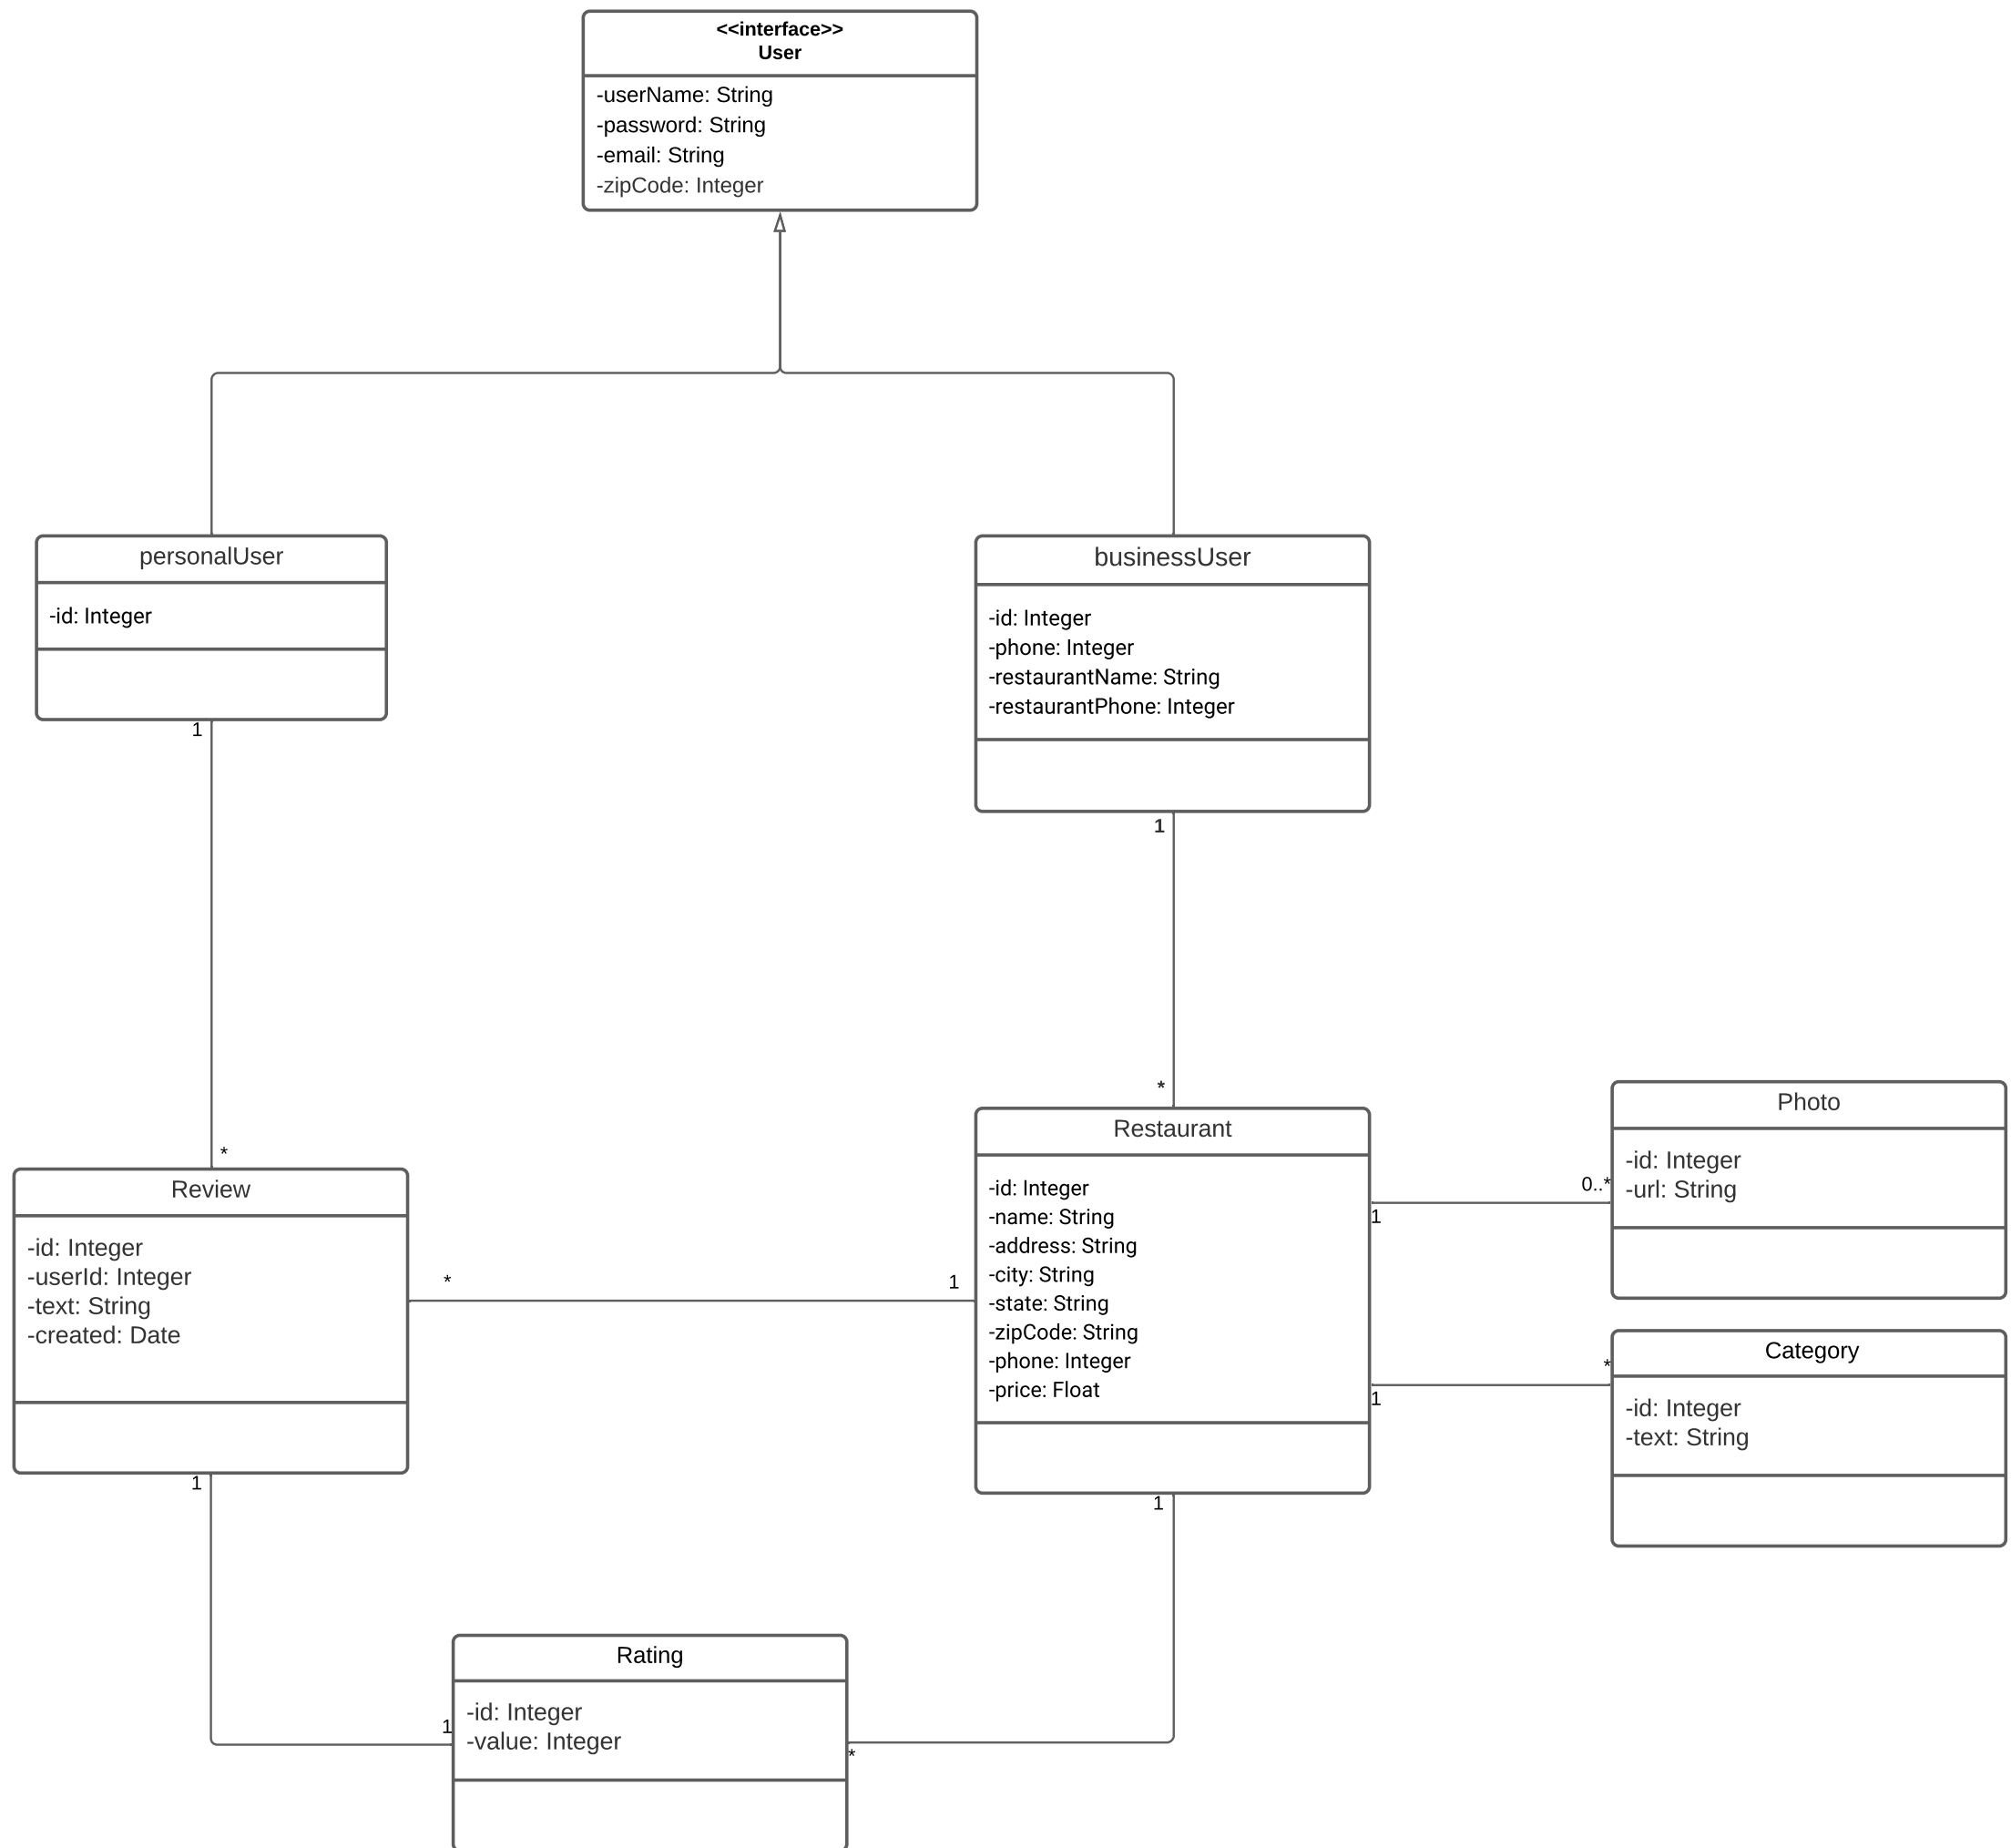 <<interface>>
User
-userName: String
-password: String
-email: String
-zipCode: Integer
personalUser
-id: Integer
1
businessUser
-id: Integer
-phone: Integer
-restaurantName: String
-restaurantPhone: Integer
1
*
*
Review
-id: Integer
-userId: Integer
-text: String
-created: Date
*
1
1
Restaurant
-id: Integer
-name: String
-address: String
-city: String
-state: String
-zipCode: String
-phone: Integer
-price: Float
1
0..*
1
Photo
-id: Integer
-url: String
*
1
Category
-id: Integer
-text: String
Rating
-id: Integer
-value: Integer
1
*